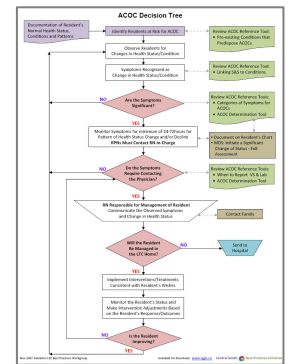 ACOC Decision Tree
Documentation of Resident's
Normal Health Status,
Conditions and Patterns
Identify Residents at Risk for ACOC
Review ACOC Reference Tool:
• Pre-existing Conditions that
Predispose ACOCs
Observe Residents for
Changes in Health Status/Condition
Symptoms Recognized as
Change in Health Status/Condition
Review ACOC Reference Tool:
• Linking S&S to Conditions
Are the Symptoms
Significant?
NO
YES
Review ACOC Reference Tools:
• Categories of Symptoms for
ACOCs
• ACOC Determination Tool
Monitor Symptoms for minimum of 24-72hours for
Pattern of Health Status Change and/or Decline
RPNs Must Contact RN-in-Charge
• Document on Resident's Chart
• MDS: Initiate a Significant
Change of Status - Full
Assessment
Do the Symptoms
Require Contacting
the Physician?
NO
YES
Review ACOC Reference Tools:
• When to Report VS & Lab
• ACOC Determination Tool
RN Responsible for Management of Resident
Communicate the Observed Symptoms
and Change in Health Status
Contact Family
Will the Resident
Be Managed in
the LTC Home?
NO
YES
Send to
Hospital
Implement Interventions/Treatments
Consistent with Resident's Wishes
Monitor the Resident's Status and
Make Intervention Adjustments Based on
the Resident's Response/Outcomes
Is the Resident
Improving?
NO
YES